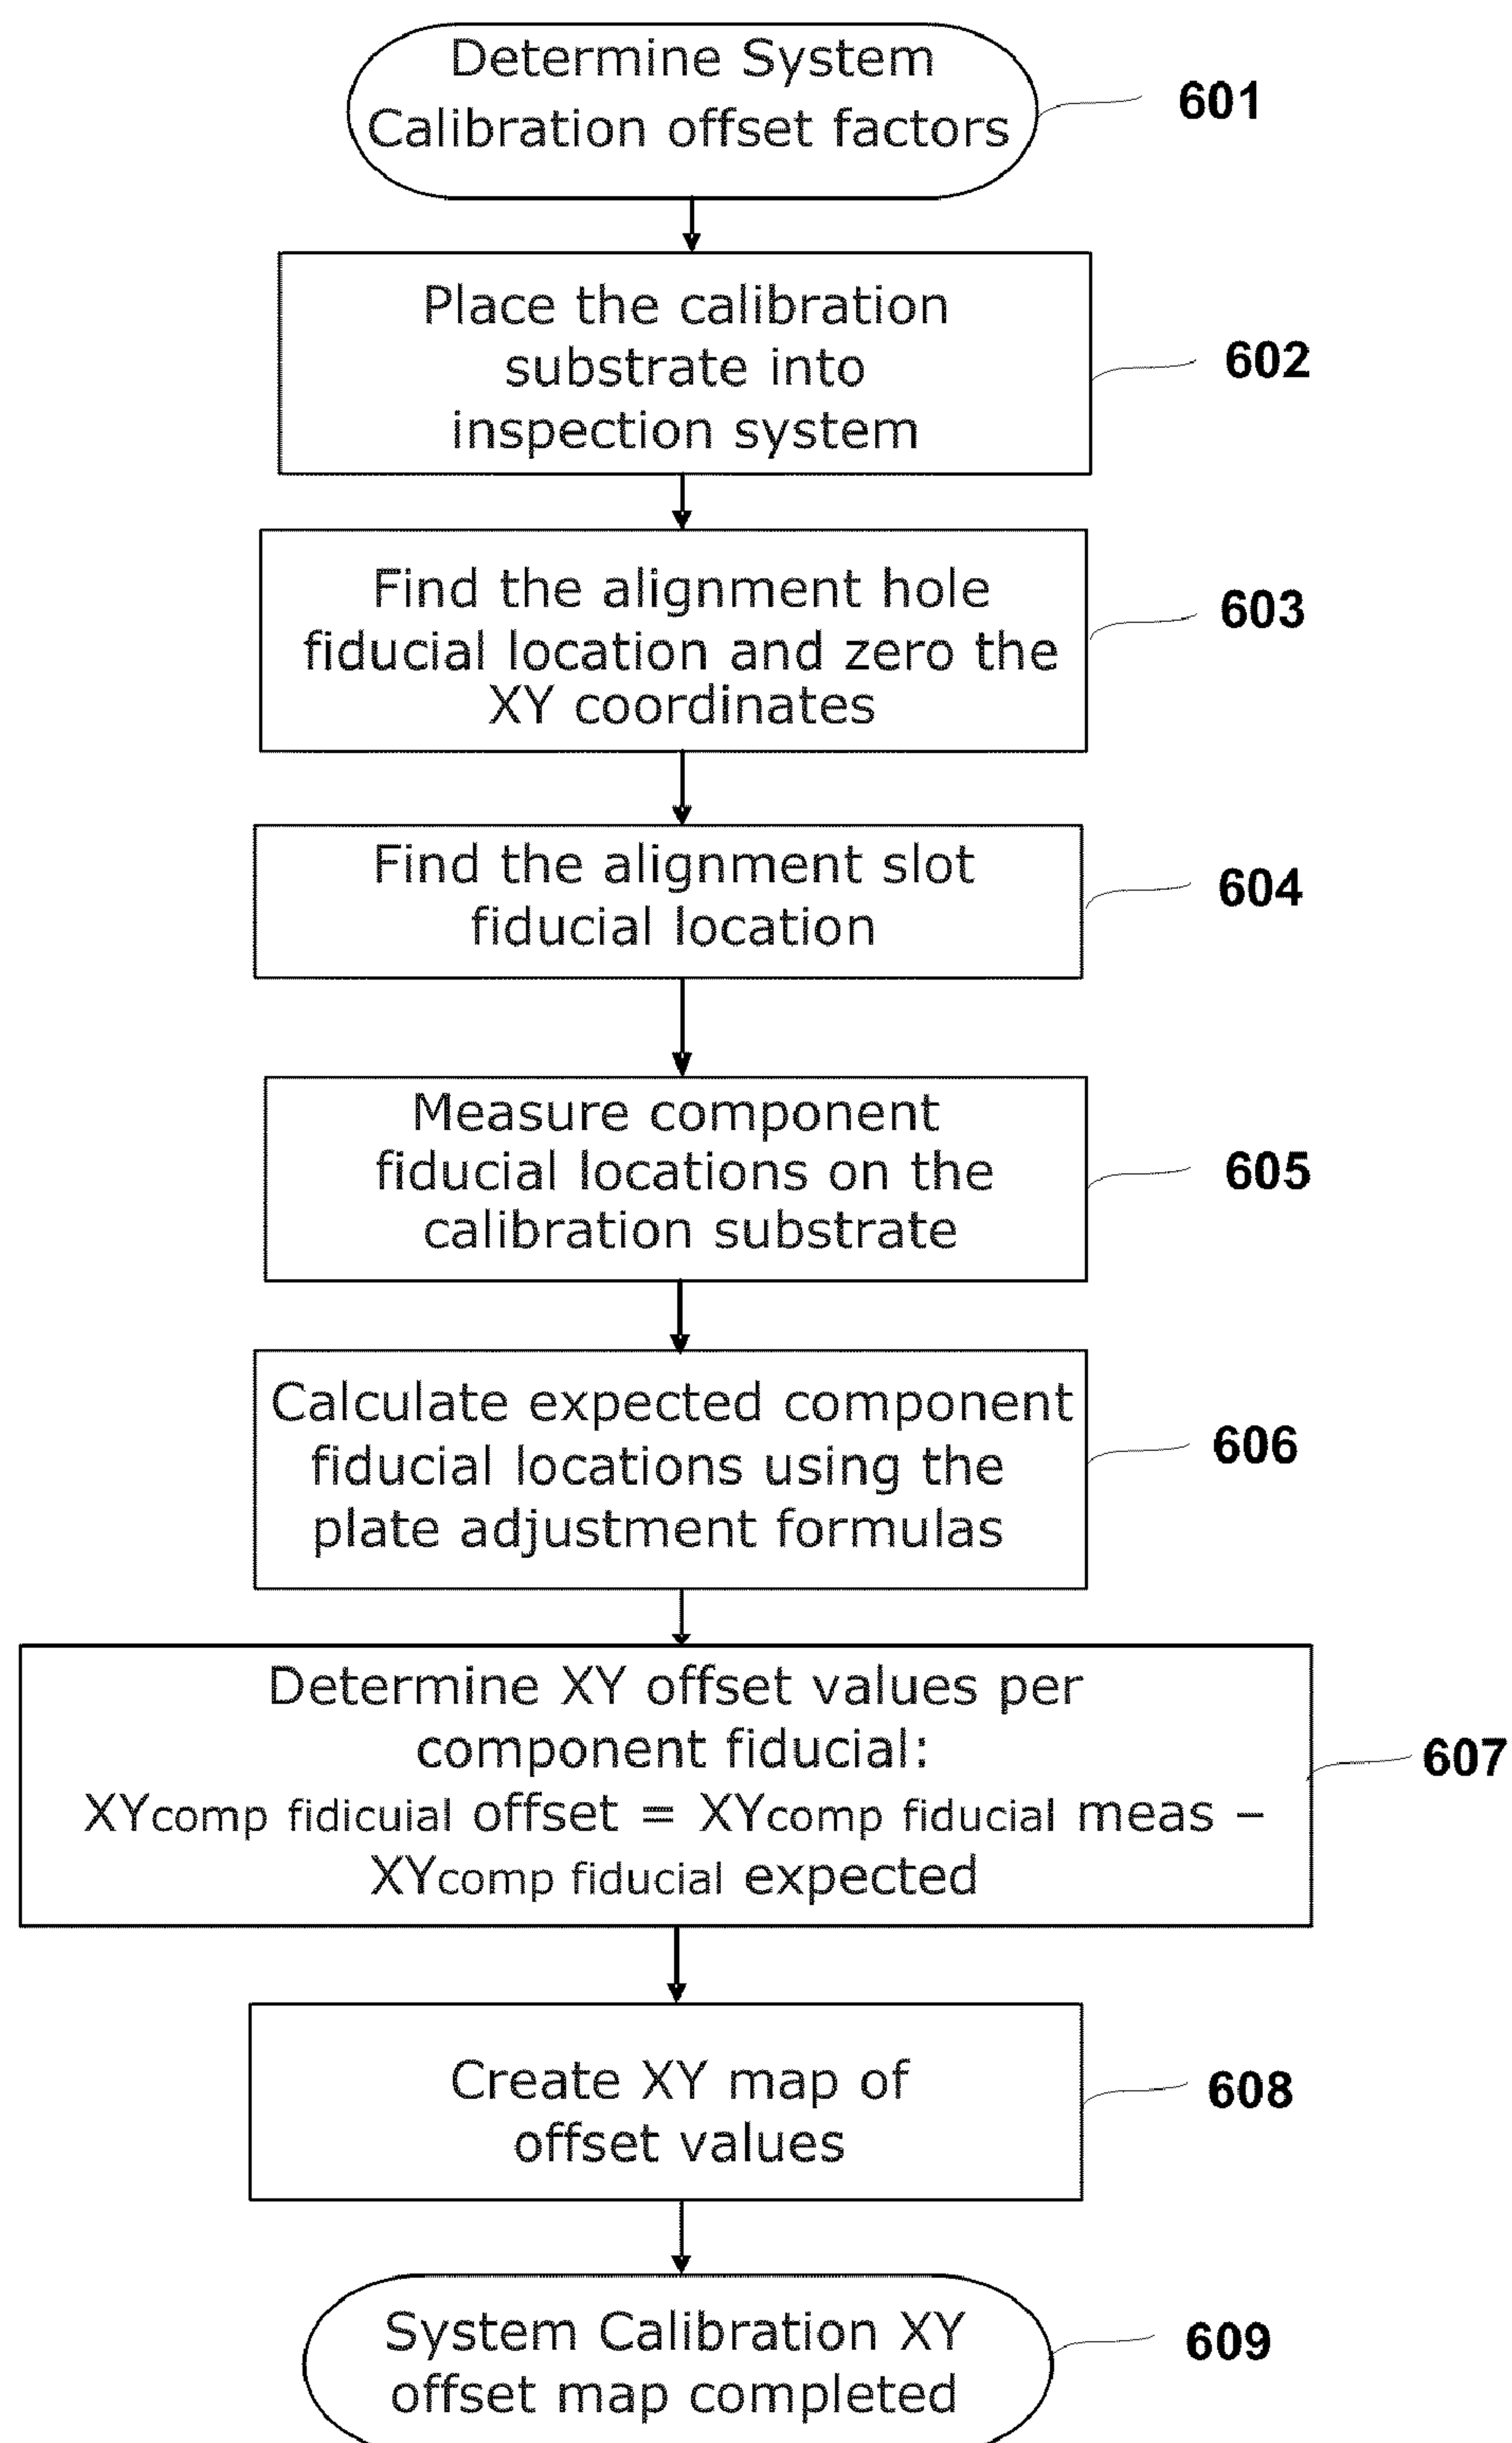 Determine System
Calibration offset factors
601
Place the calibration
substrate into
inspection system
602
Find the alignment hole
fiducial location and zero the
XY coordinates
603
Find the alignment slot
fiducial location
604
Measure component
fiducial locations on the
calibration substrate
605
Calculate expected component
fiducial locations using the
plate adjustment formulas
606
Determine XY offset values per
component fiducial:
XYcomp fidicuial offset = XYcomp fiducial meas –
XYcomp fiducial expected
607
Create XY map of
offset values
608
System Calibration XY
offset map completed
609